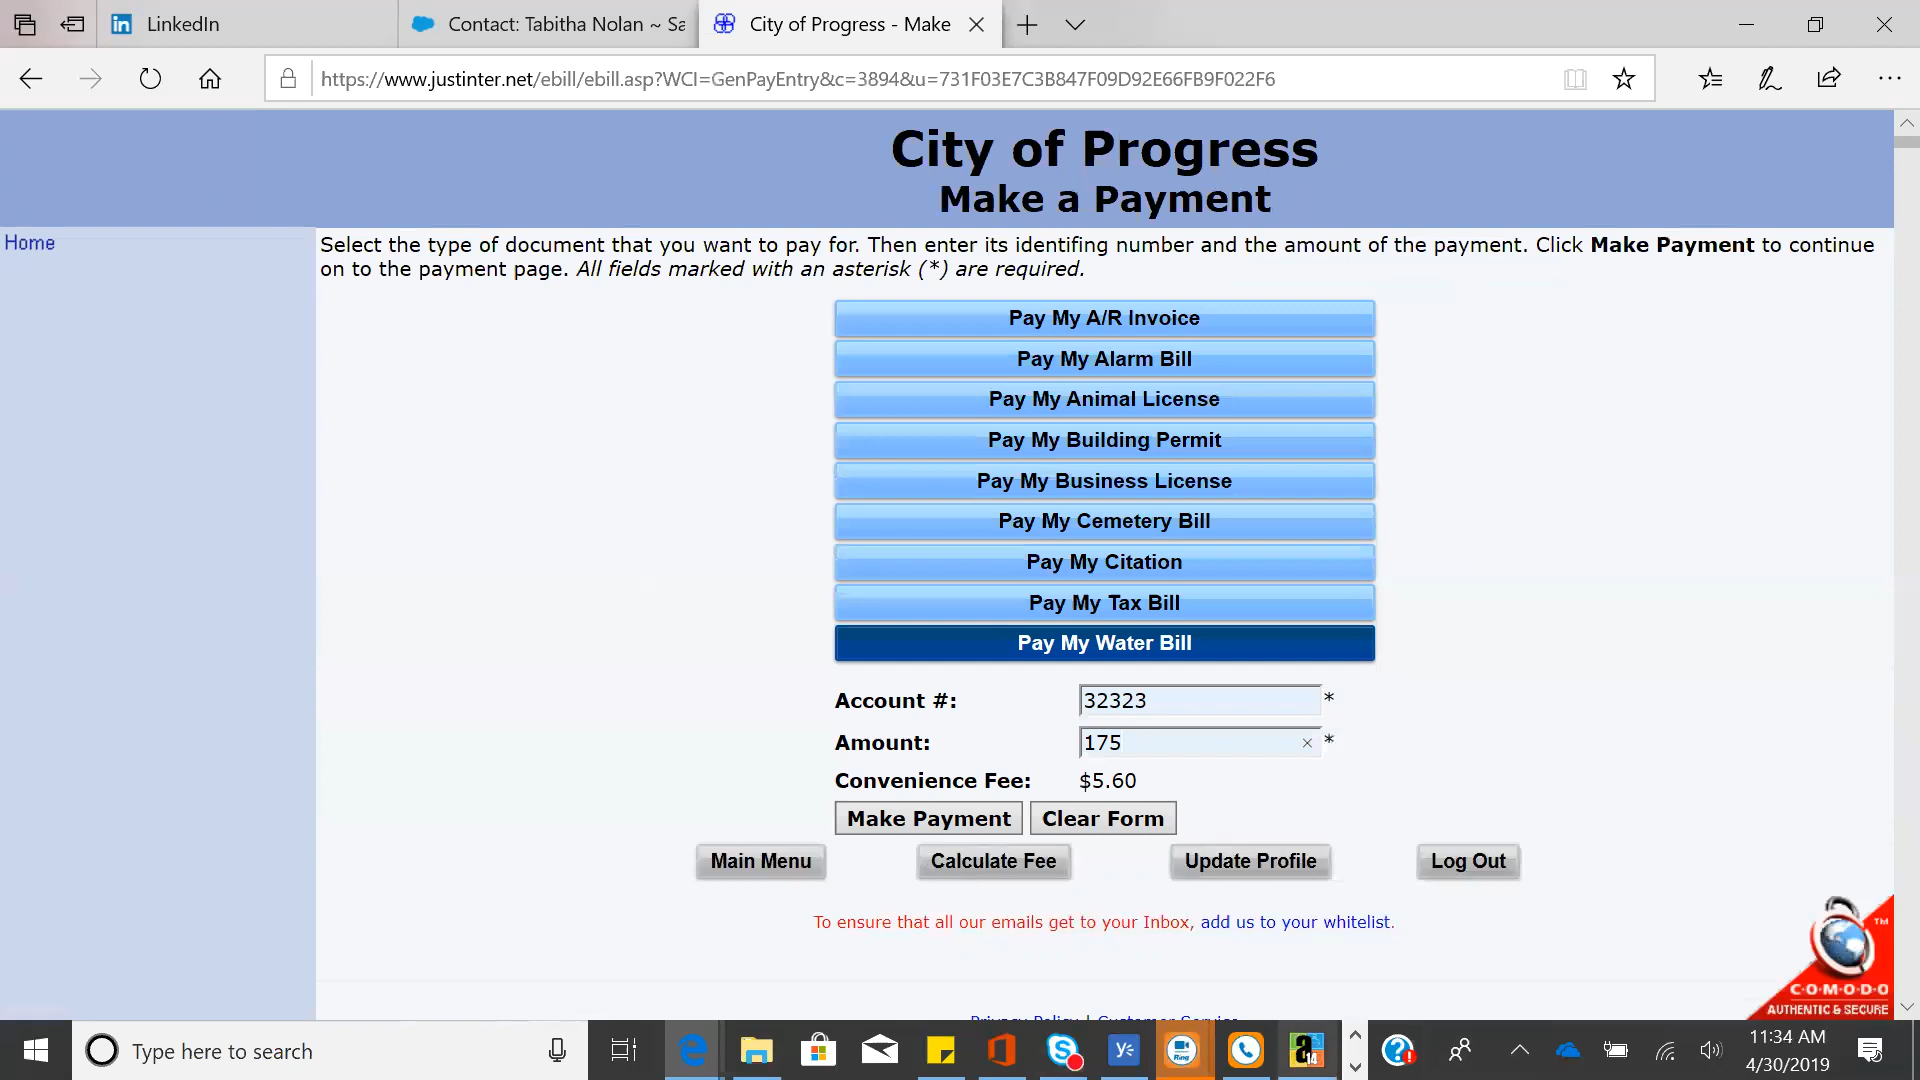 LinkedIn
Contact: Tabitha Nolan ~ Sa
City of Progress - Make
https://www.justinter.net/ebill/ebill.asp?WCI=GenPayEntry&c=3894&u=731F03E7C3B847F09D92E66FB9F022F6
City of Progress
Make a Payment
Home
Select the type of document that you want to pay for. Then enter its identifing number and the amount of the payment. Click Make Payment to continue
on to the payment page. All fields marked with an asterisk (*) are required.
Pay My A/R Invoice
Pay My Alarm Bill
Pay My Animal License
Pay My Building Permit
Pay My Business License
Pay My Cemetery Bill
Pay My Citation
Pay My Tax Bill
Pay My Water Bill
Account #: 32323 *
Amount: 175 *
Convenience Fee: $5.60
Make Payment Clear Form
Main Menu Calculate Fee Update Profile Log Out
To ensure that all our emails get to your Inbox, add us to your whitelist.
C·O·M·O·D·O
TM
AUTHENTIC & SECURE
Privacy Policy | Customer Service
Type here to search
Ring
14
11:34 AM
4/30/2019